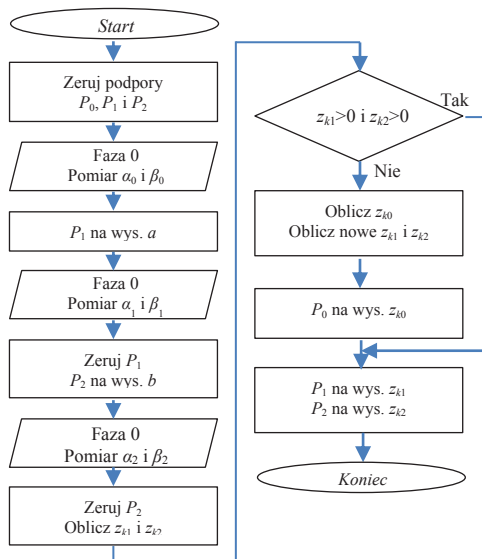 Start
Zeruj podpory
P₀, P₁ i P₂
Faza 0
Pomiar α₀ i β₀
P₁ na wys. a
Faza 0
Pomiar α₁ i β₁
Zeruj P₁
P₂ na wys. b
Faza 0
Pomiar α₂ i β₂
Zeruj P₂
Oblicz zₖ₁ i zₖ₂
zₖ₁>0 i zₖ₂>0
Tak
Nie
Oblicz zₖ₀
Oblicz nowe zₖ₁ i zₖ₂
P₀ na wys. zₖ₀
P₁ na wys. zₖ₁
P₂ na wys. zₖ₂
Koniec